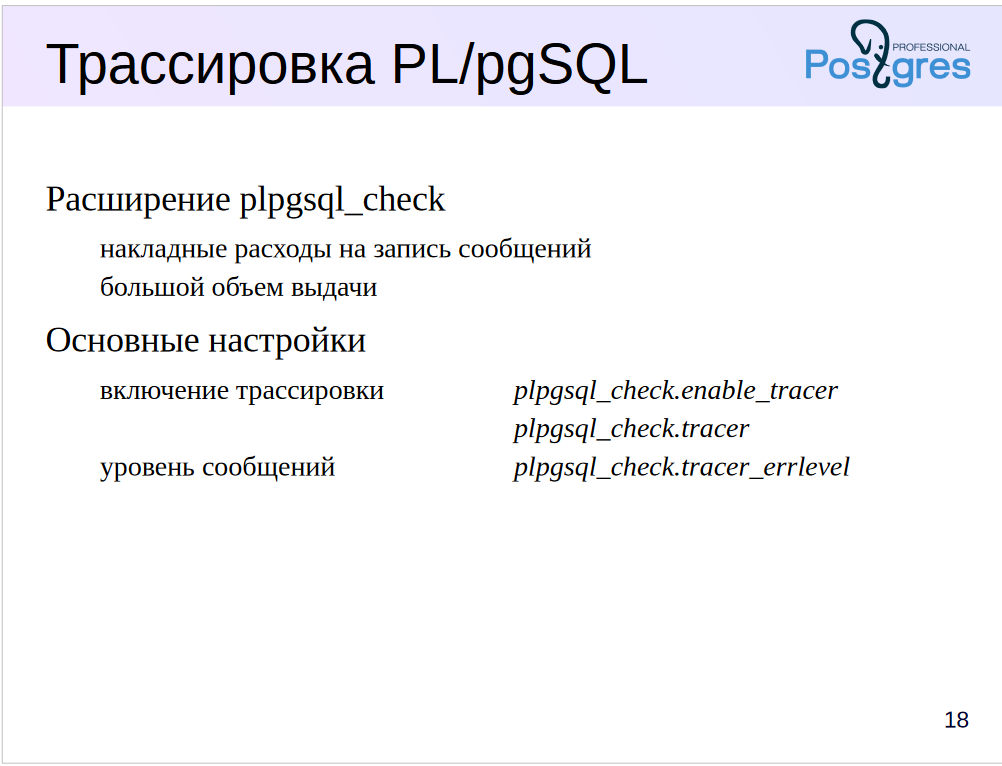 Трассировка PL/pgSQL
PROFESSIONAL
Postgres
Расширение plpgsql_check
накладные расходы на запись сообщений
большой объем выдачи
Основные настройки
включение трассировки plpgsql_check.enable_tracer
plpgsql_check.tracer
уровень сообщений plpgsql_check.tracer_errlevel
18